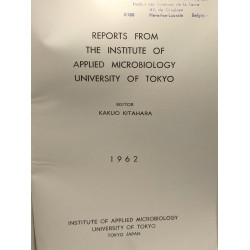 REPORTS FROM
THE INSTITUTE OF
APPLIED MICROBIOLOGY
UNIVERSITY OF TOKYO
EDITOR
KAKUO KITAHARA
1962
INSTITUTE OF APPLIED MICROBIOLOGY
UNIVERSITY OF TOKYO
TOKYO JAPAN